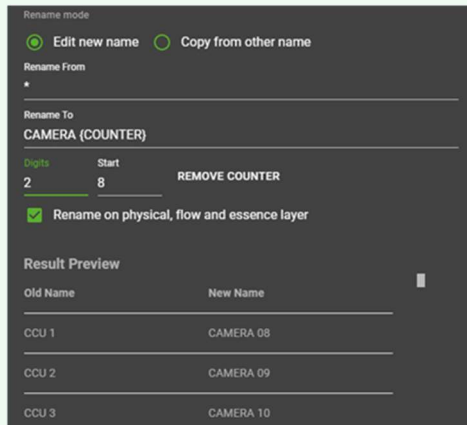 Rename mode
Edit new name Copy from other name
Rename From
*
Rename To
CAMERA {COUNTER}
Digits Start
2 8 REMOVE COUNTER
Rename on physical, flow and essence layer
Result Preview
Old Name New Name
CCU 1 CAMERA 08
CCU 2 CAMERA 09
CCU 3 CAMERA 10